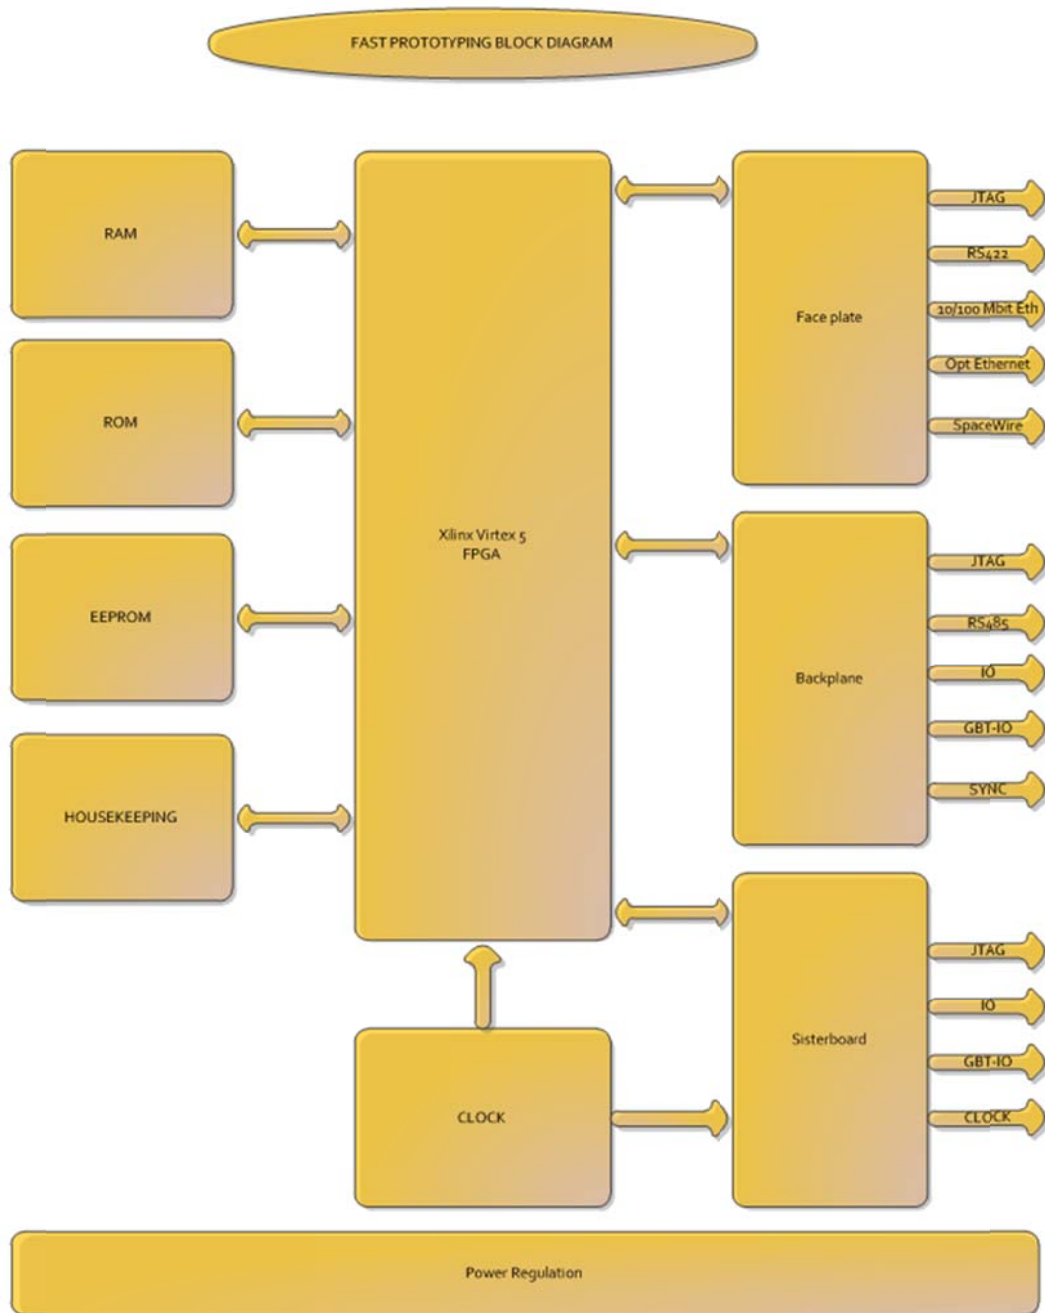 FAST PROTOTYPING BLOCK DIAGRAM
RAM
ROM
EEPROM
HOUSEKEEPING
Xilinx Virtex 5
FPGA
CLOCK
Face plate
JTAG
RS422
10/100 Mbit Eth
Opt Ethernet
SpaceWire
Backplane
JTAG
RS485
IO
GBT-IO
SYNC
Sisterboard
JTAG
IO
GBT-IO
CLOCK
Power Regulation